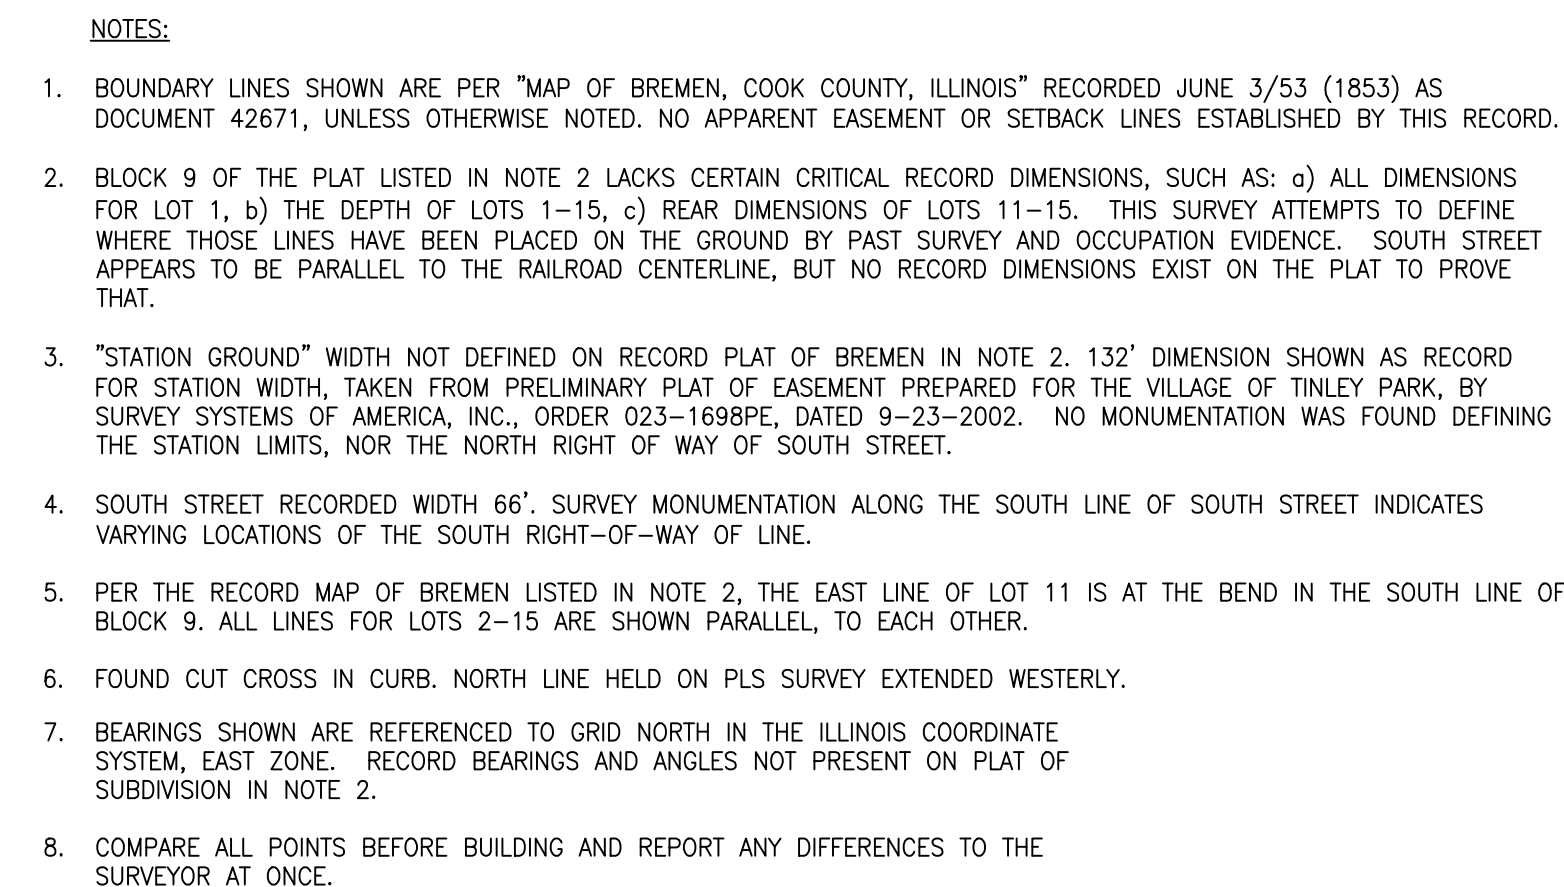 NOTES:
1. BOUNDARY LINES SHOWN ARE PER "MAP OF BREMEN, COOK COUNTY, ILLINOIS" RECORDED JUNE 3/53 (1853) AS
DOCUMENT 42671, UNLESS OTHERWISE NOTED. NO APPARENT EASEMENT OR SETBACK LINES ESTABLISHED BY THIS RECORD.
2. BLOCK 9 OF THE PLAT LISTED IN NOTE 2 LACKS CERTAIN CRITICAL RECORD DIMENSIONS, SUCH AS: a) ALL DIMENSIONS
FOR LOT 1, b) THE DEPTH OF LOTS 1-15, c) REAR DIMENSIONS OF LOTS 11-15. THIS SURVEY ATTEMPTS TO DEFINE
WHERE THOSE LINES HAVE BEEN PLACED ON THE GROUND BY PAST SURVEY AND OCCUPATION EVIDENCE. SOUTH STREET
APPEARS TO BE PARALLEL TO THE RAILROAD CENTERLINE, BUT NO RECORD DIMENSIONS EXIST ON THE PLAT TO PROVE
THAT.
3. "STATION GROUND" WIDTH NOT DEFINED ON RECORD PLAT OF BREMEN IN NOTE 2. 132' DIMENSION SHOWN AS RECORD
FOR STATION WIDTH, TAKEN FROM PRELIMINARY PLAT OF EASEMENT PREPARED FOR THE VILLAGE OF TINLEY PARK, BY
SURVEY SYSTEMS OF AMERICA, INC., ORDER 023-1698PE, DATED 9-23-2002. NO MONUMENTATION WAS FOUND DEFINING
THE STATION LIMITS, NOR THE NORTH RIGHT OF WAY OF SOUTH STREET.
4. SOUTH STREET RECORDED WIDTH 66'. SURVEY MONUMENTATION ALONG THE SOUTH LINE OF SOUTH STREET INDICATES
VARYING LOCATIONS OF THE SOUTH RIGHT-OF-WAY OF LINE.
5. PER THE RECORD MAP OF BREMEN LISTED IN NOTE 2, THE EAST LINE OF LOT 11 IS AT THE BEND IN THE SOUTH LINE OF
BLOCK 9. ALL LINES FOR LOTS 2-15 ARE SHOWN PARALLEL, TO EACH OTHER.
6. FOUND CUT CROSS IN CURB. NORTH LINE HELD ON PLS SURVEY EXTENDED WESTERLY.
7. BEARINGS SHOWN ARE REFERENCED TO GRID NORTH IN THE ILLINOIS COORDINATE
SYSTEM, EAST ZONE. RECORD BEARINGS AND ANGLES NOT PRESENT ON PLAT OF
SUBDIVISION IN NOTE 2.
8. COMPARE ALL POINTS BEFORE BUILDING AND REPORT ANY DIFFERENCES TO THE
SURVEYOR AT ONCE.